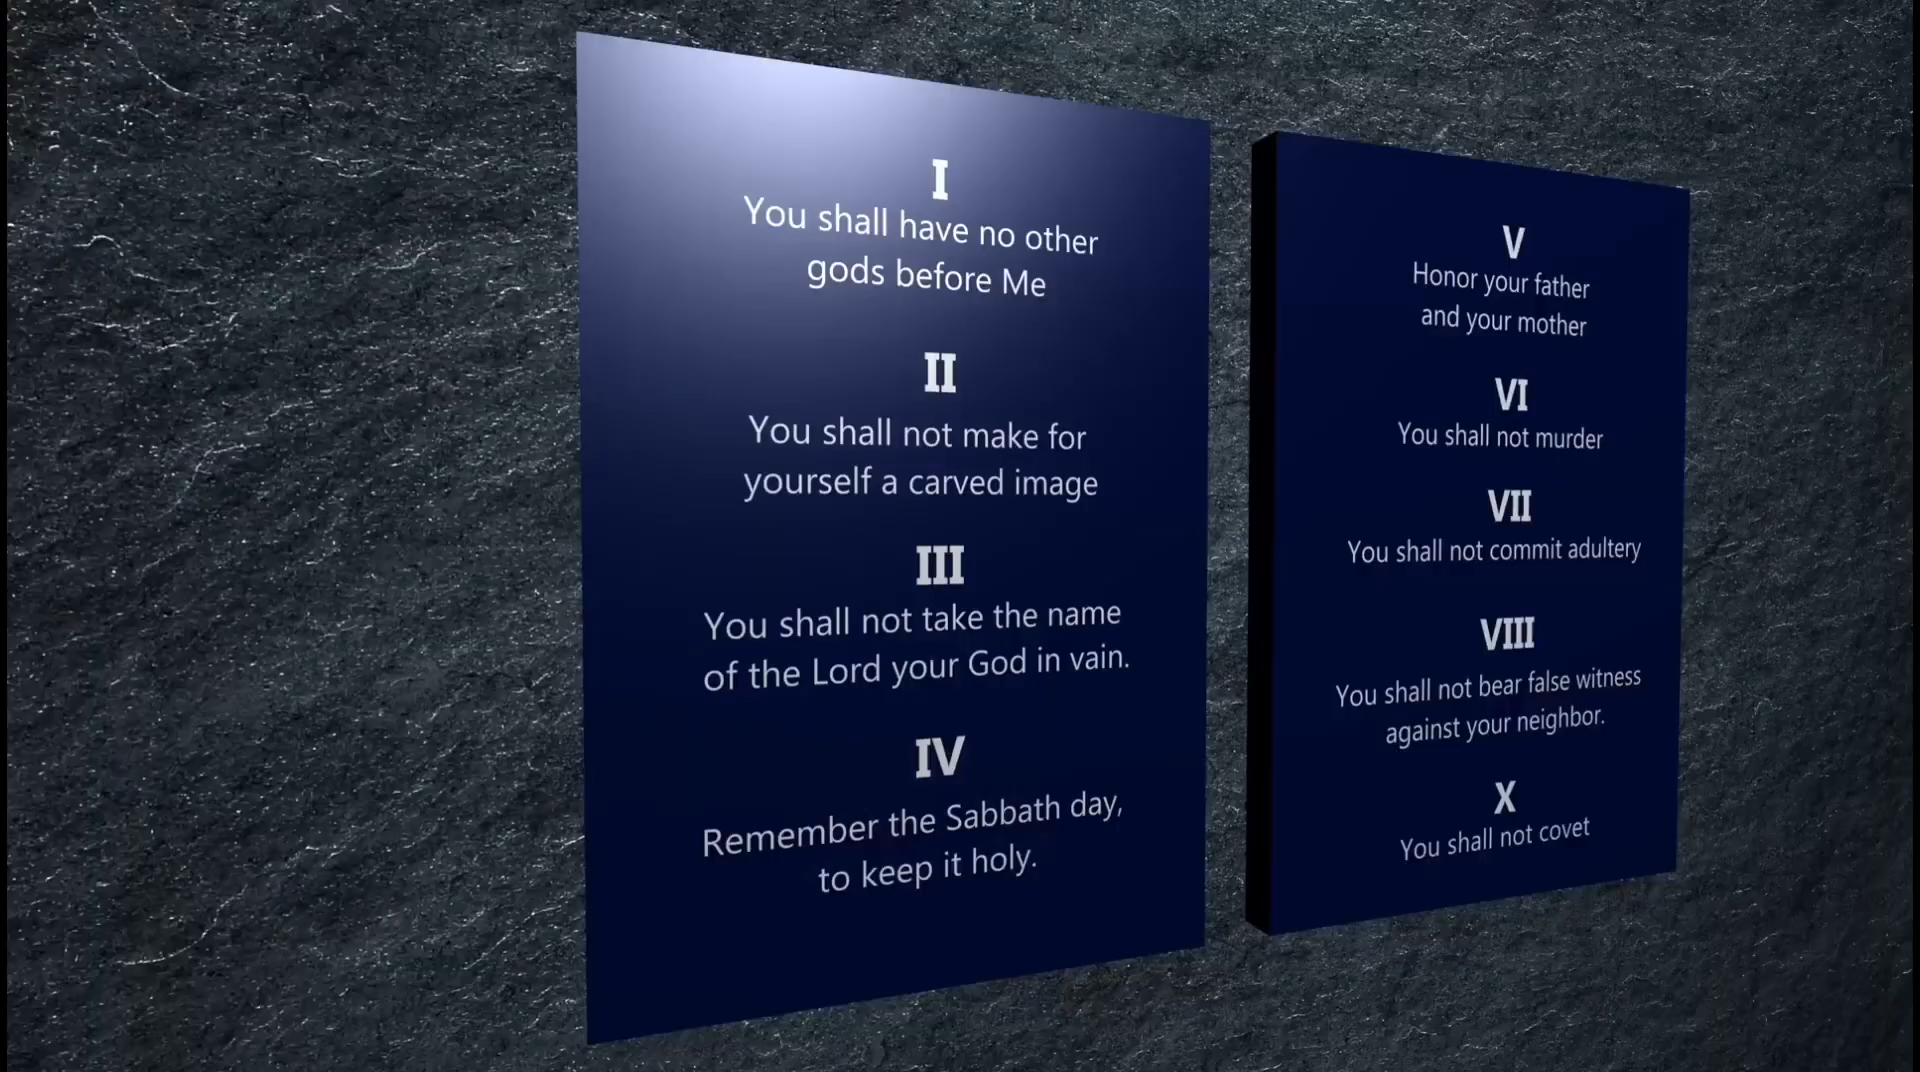 I
You shall have no other
gods before Me
II
You shall not make for
yourself a carved image
III
You shall not take the name
of the Lord your God in vain.
IV
Remember the Sabbath day,
to keep it holy.
V
Honor your father
and your mother
VI
You shall not murder
VII
You shall not commit adultery
VIII
You shall not bear false witness
against your neighbor.
X
You shall not covet